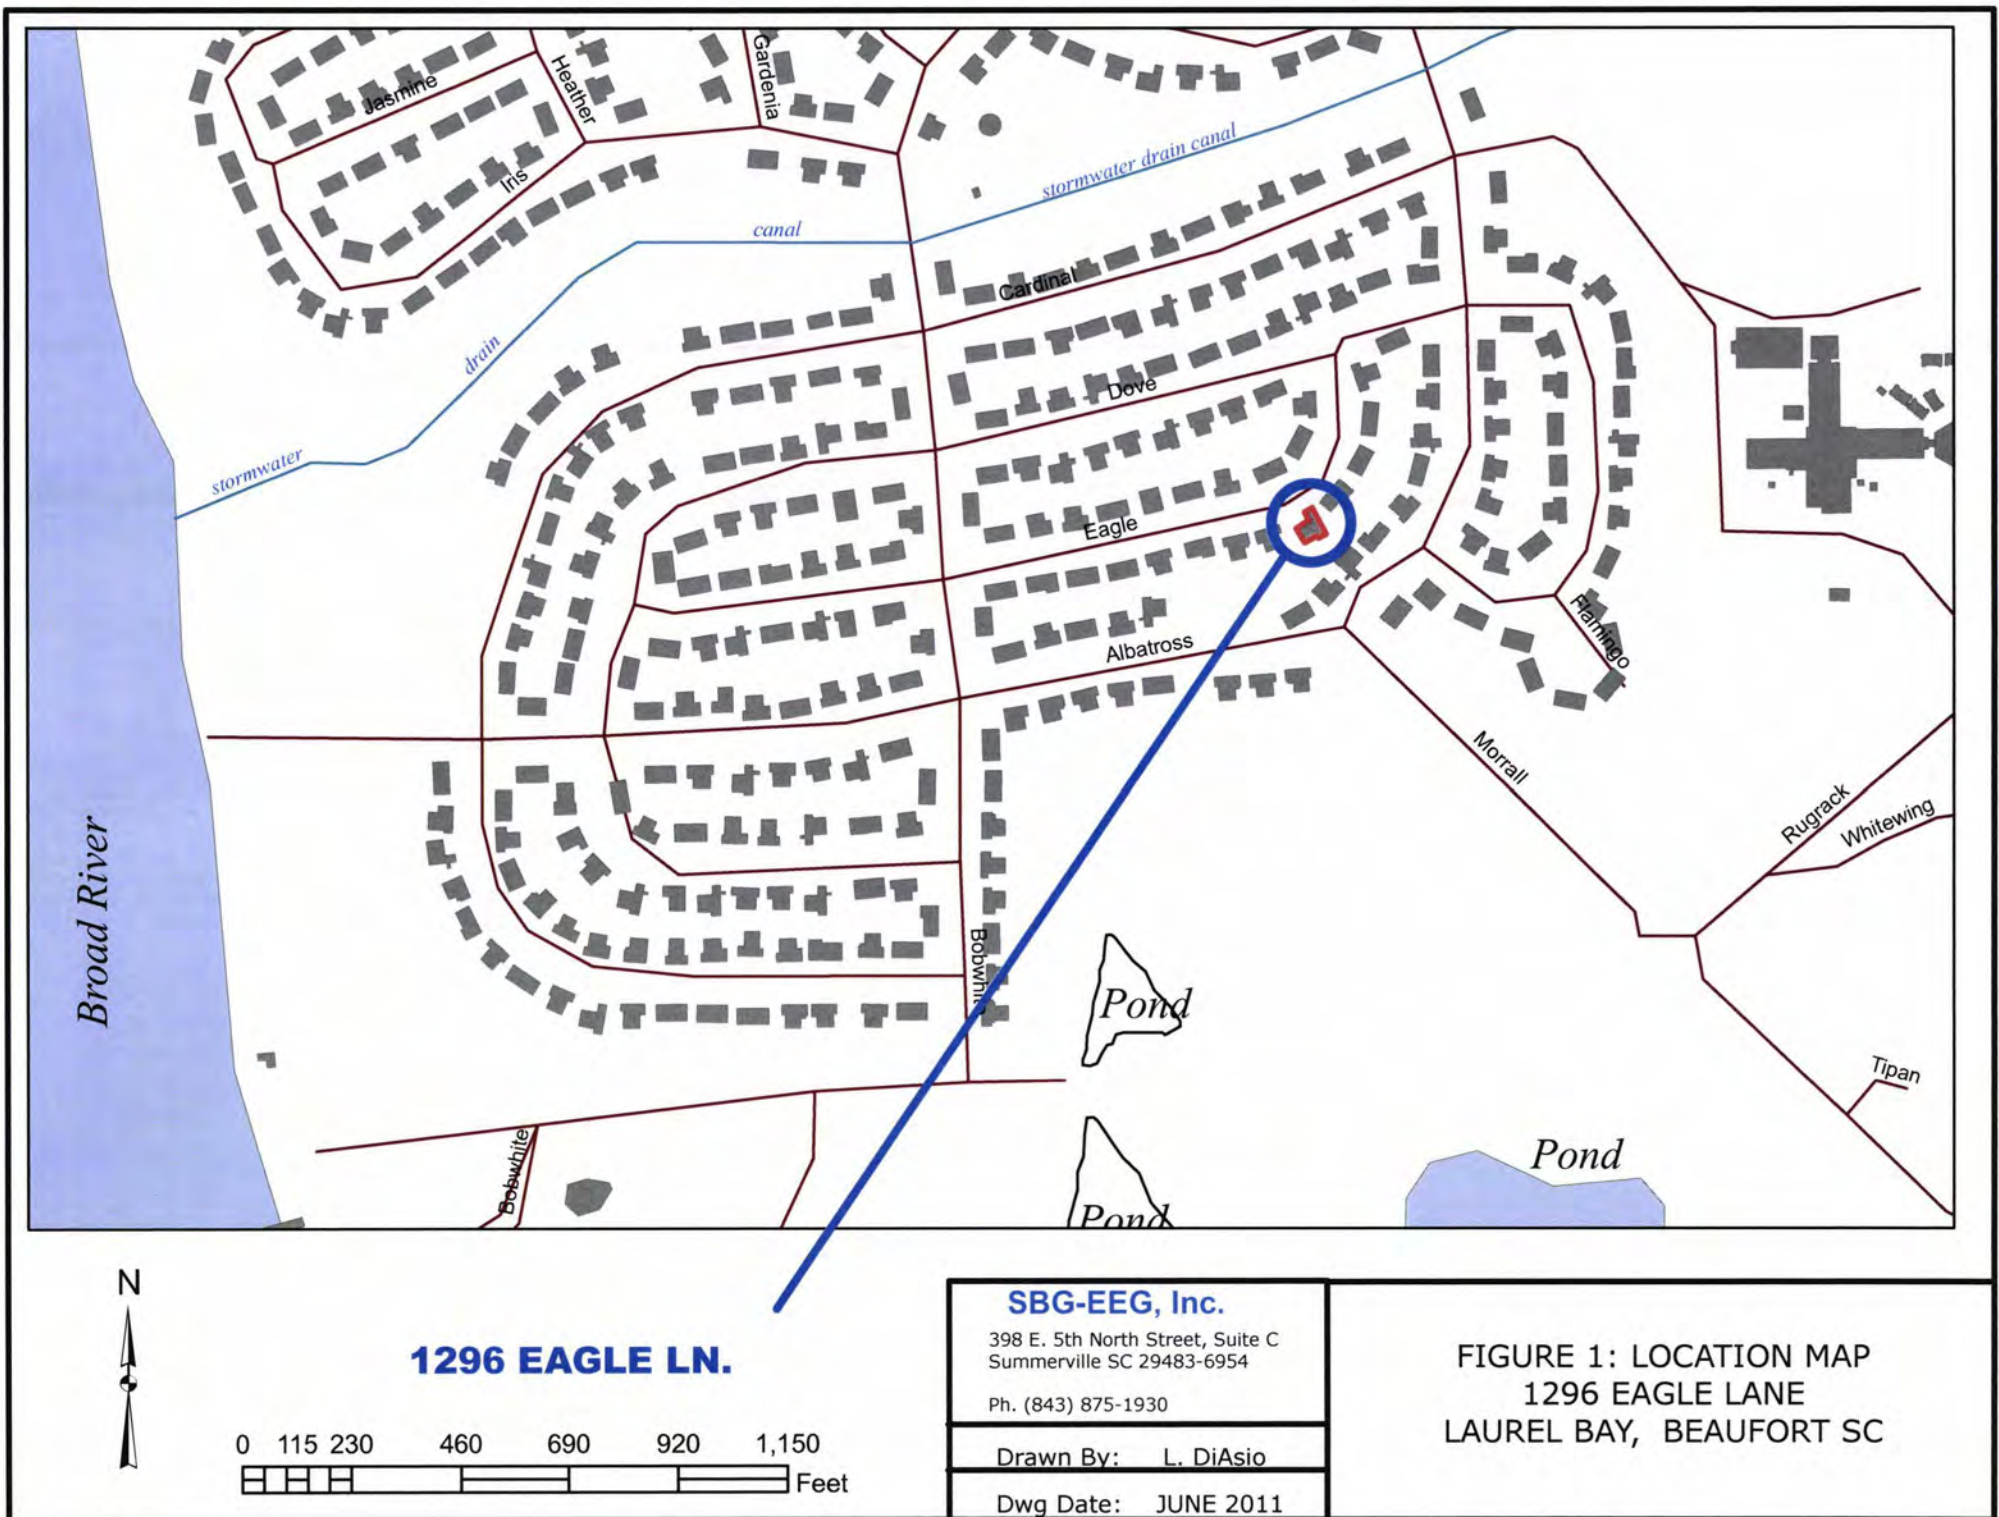 Jasmine
Heather
Gardenia
Iris
stormwater drain canal
canal
drain
stormwater
Cardinal
Dove
Eagle
Albatross
Flamingo
Morrall
Rugrack
Whitewing
Broad River
Bobwhite
Pond
Tipan
Pond
Bobwhite
Pond
N
1296 EAGLE LN.
0 115 230 460 690 920 1,150
Feet
SBG-EEG, Inc.
398 E. 5th North Street, Suite C
Summerville SC 29483-6954
Ph. (843) 875-1930
Drawn By: L. DiAsio
Dwg Date: JUNE 2011
FIGURE 1: LOCATION MAP
1296 EAGLE LANE
LAUREL BAY, BEAUFORT SC